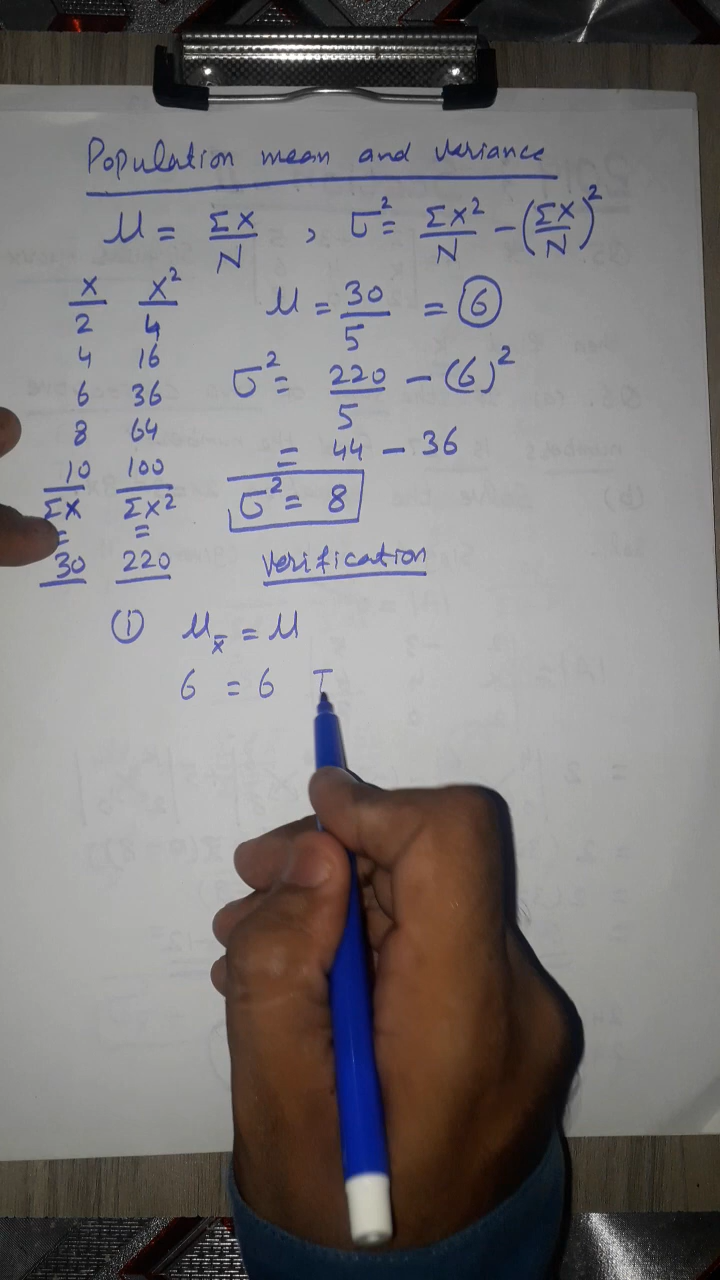 Population mean and variance
μ = ΣX/N , σ² = ΣX²/N − (ΣX/N)²
X X²
2 4
4 16
6 36
8 64
10 100
ΣX ΣX²
= =
30 220
μ = 30/5 = 6
σ² = 220/5 − (6)²
= 44 − 36
σ² = 8
verification
(i) μx̄ = μ
6 = 6 T